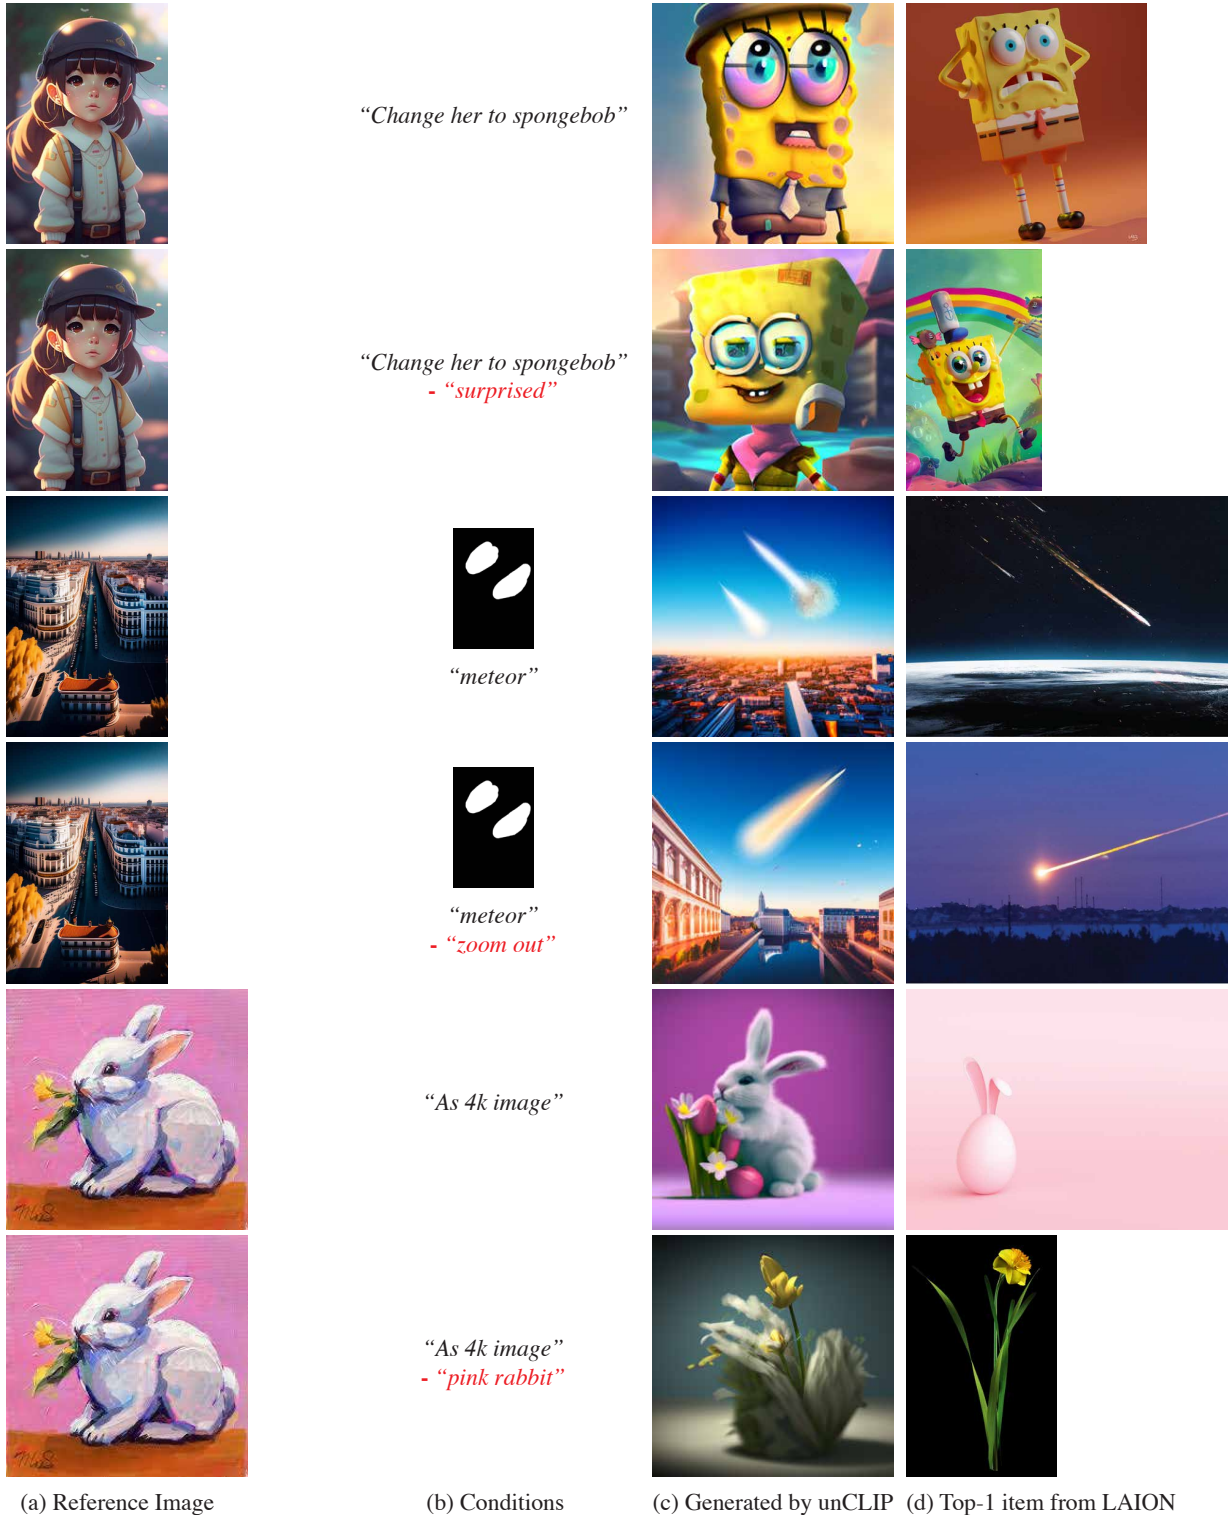 “Change her to spongebob”
“Change her to spongebob”
- “surprised”
“meteor”
“meteor”
- “zoom out”
“As 4k image”
“As 4k image”
- “pink rabbit”
(a) Reference Image (b) Conditions (c) Generated by unCLIP (d) Top-1 item from LAION